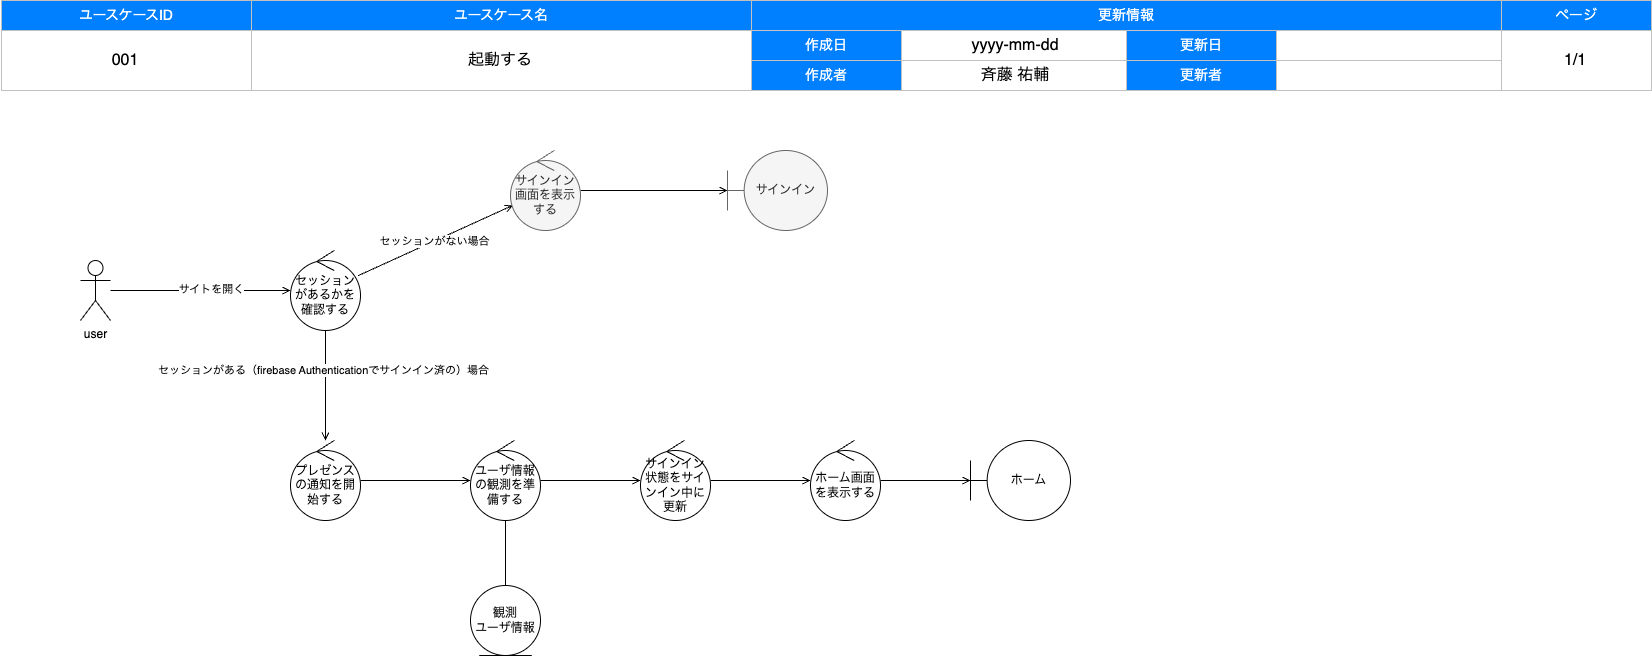 ユースケースID
ユースケース名
更新情報
ページ
001
起動する
作成日
yyyy-mm-dd
更新日
1/1
作成者
斉藤 祐輔
更新者
サインイン
画面を表示
する
サインイン
セッションがない場合
サイトを開く
セッション
があるかを
確認する
user
セッションがある（firebase Authenticationでサインイン済の）場合
プレゼンス
の通知を開
始する
ユーザ情報
の観測を準
備する
サインイン
状態をサイ
ンイン中に
更新
ホーム画面
を表示する
ホーム
観測
ユーザ情報